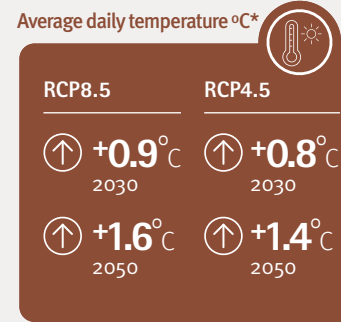 Average daily temperature ºC*
RCP8.5 RCP4.5
+0.9°C +0.8°C
2030 2030
+1.6°C +1.4°C
2050 2050